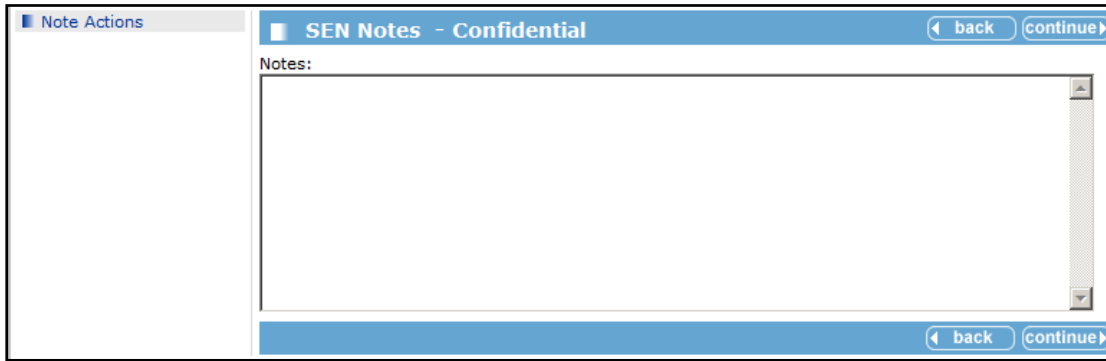 Note Actions
SEN Notes - Confidential back continue
Notes:
back continue